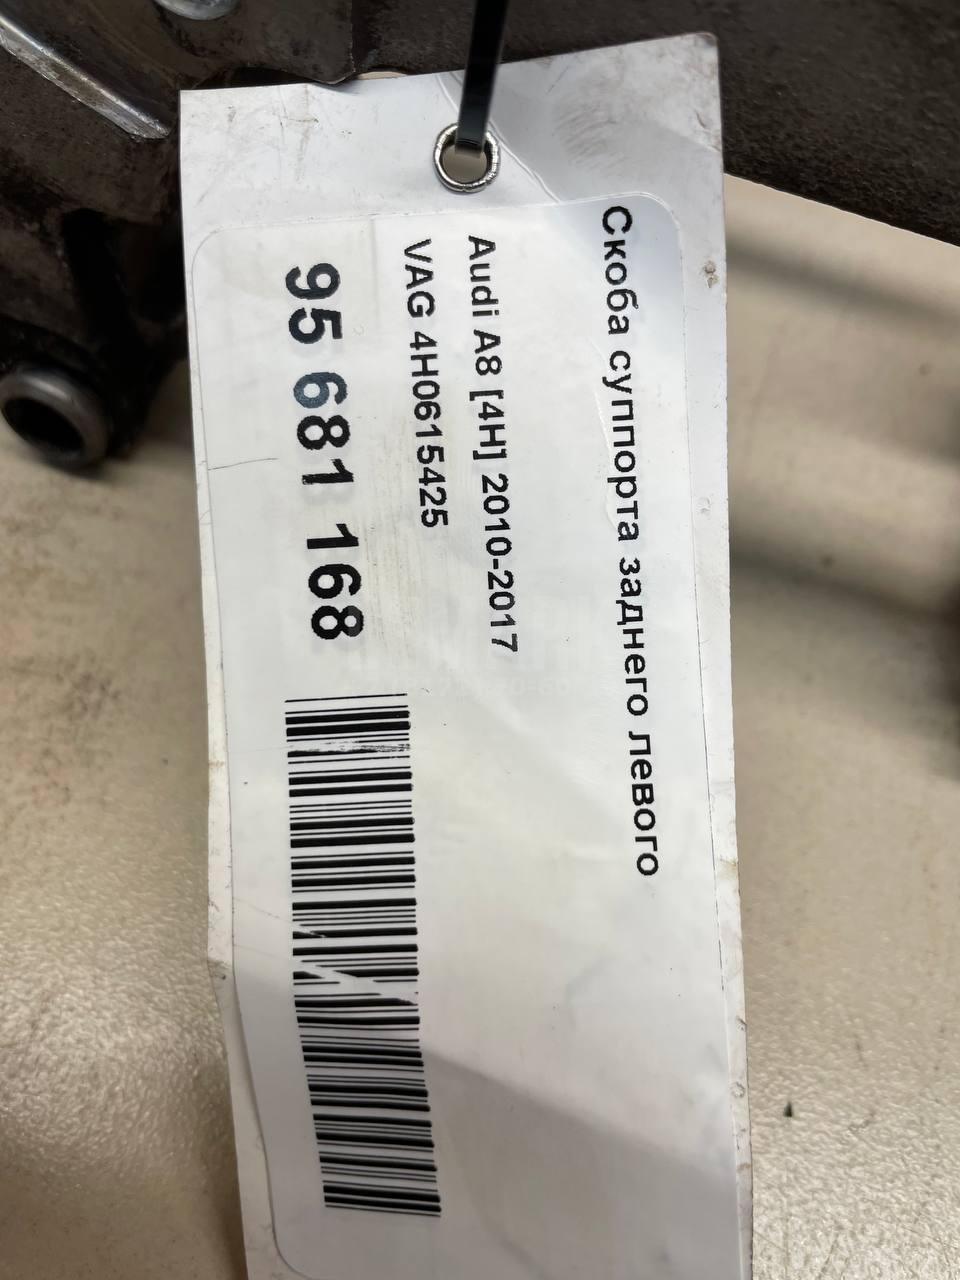 Скоба суппорта заднего левого
Audi A8 [4H] 2010-2017
VAG 4H0615425
95 681 168